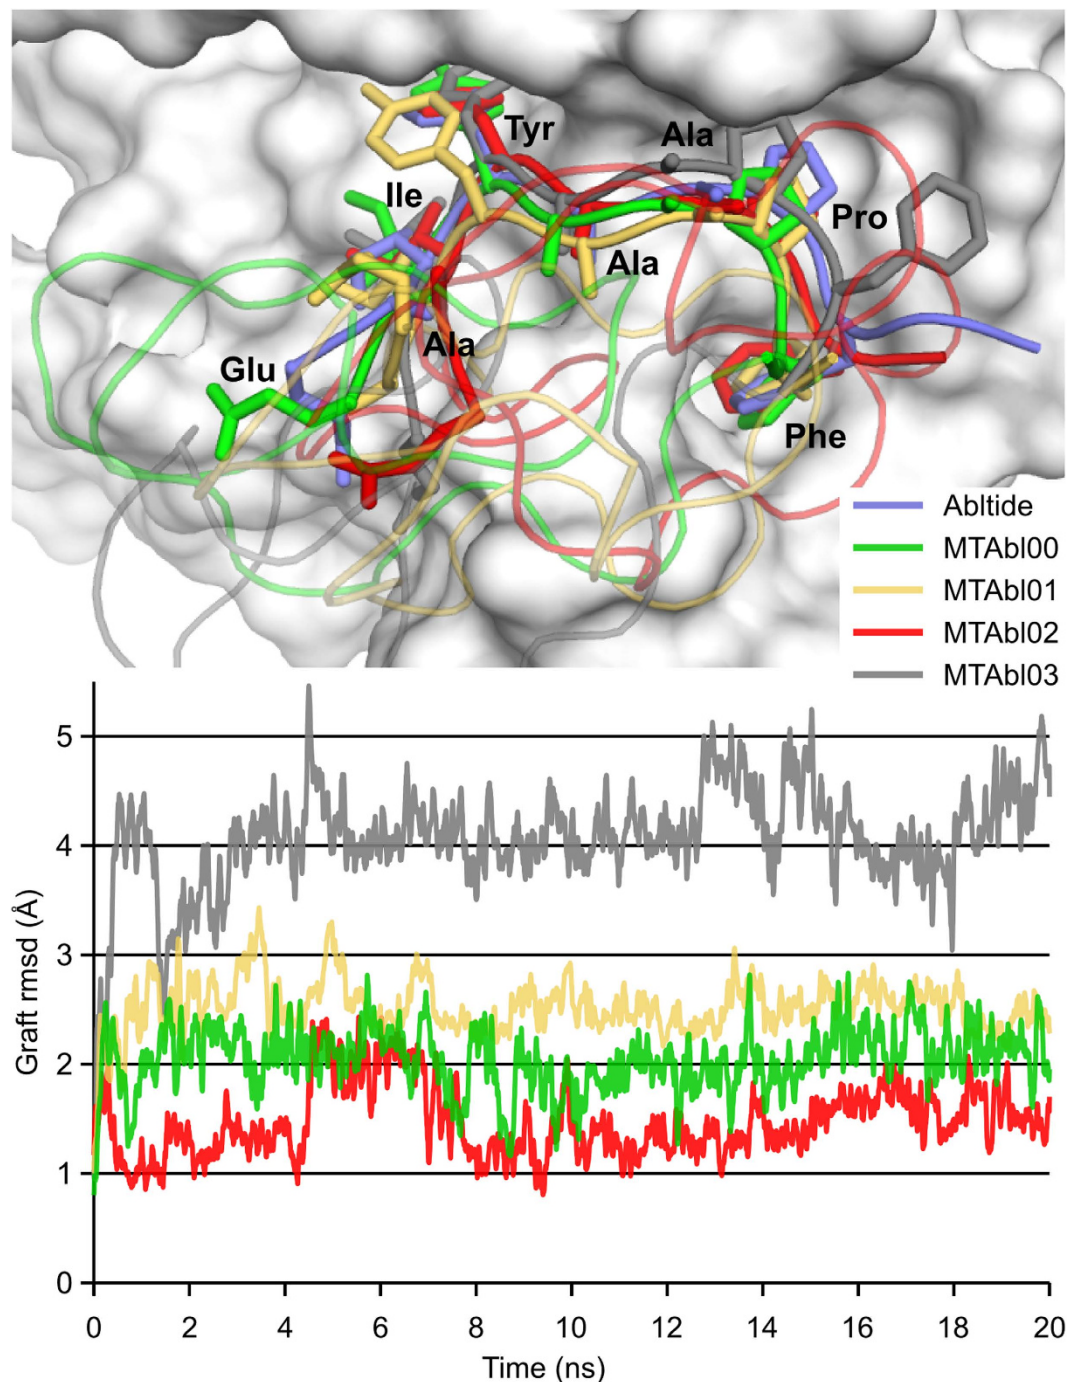 Tyr
Ala
Ile
Pro
Ala
Ala
Glu
Phe
Abltide
MTAbl00
MTAbl01
MTAbl02
MTAbl03
5
4
3
2
1
0
Graft rmsd (Å)
0 2 4 6 8 10 12 14 16 18 20
Time (ns)